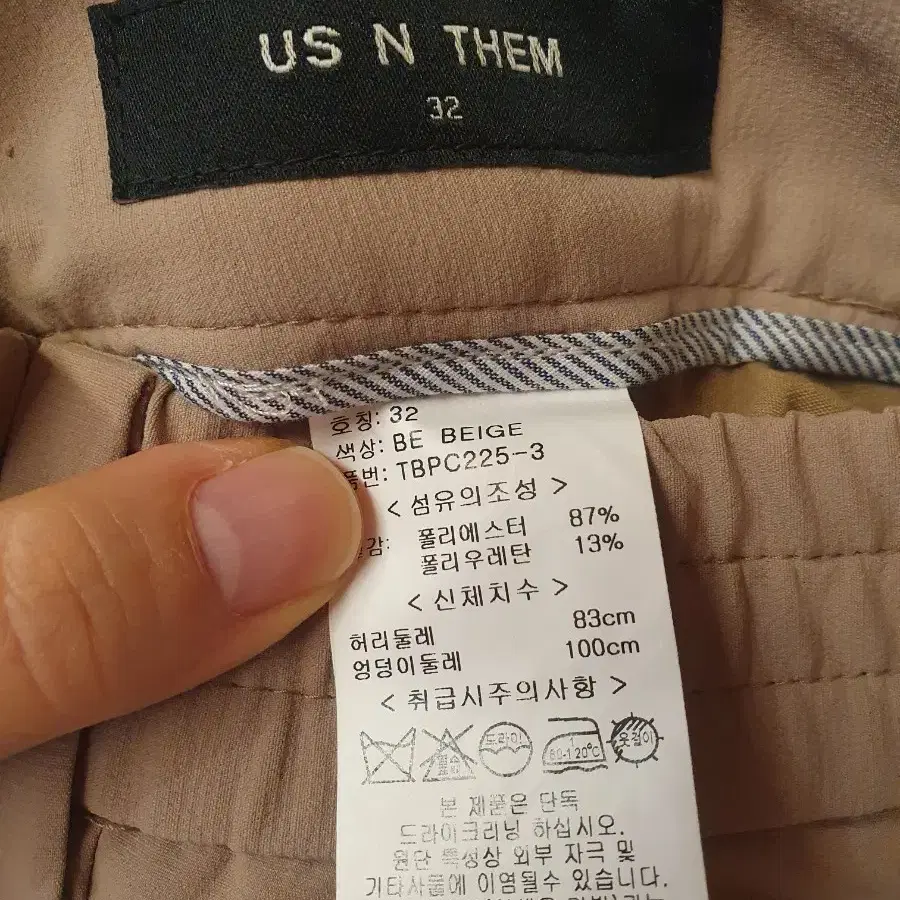 US N THEM
32
호칭: 32
색상: BE BEIGE
품번: TBPC225-3
< 섬유의조성 >
겉감: 폴리에스터 87%
폴리우레탄 13%
< 신체치수 >
허리둘레 83cm
엉덩이둘레 100cm
< 취급시주의사항 >
드라이
80-120℃
옷걸이
본 제품은 단독
드라이크리닝 하십시오.
원단 특성상 외부 자극 및
기타사물에 이염될수 있습니다.